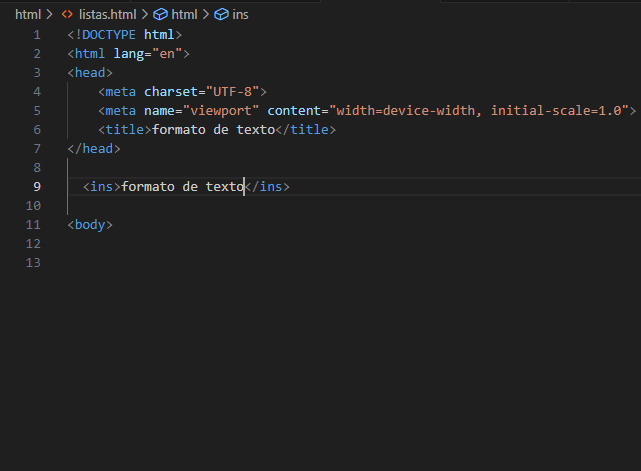 html > listas.html > html > ins
1 <!DOCTYPE html>
2 <html lang="en">
3 <head>
4 <meta charset="UTF-8">
5 <meta name="viewport" content="width=device-width, initial-scale=1.0">
6 <title>formato de texto</title>
7 </head>
8
9 <ins>formato de texto</ins>
10
11 <body>
12
13